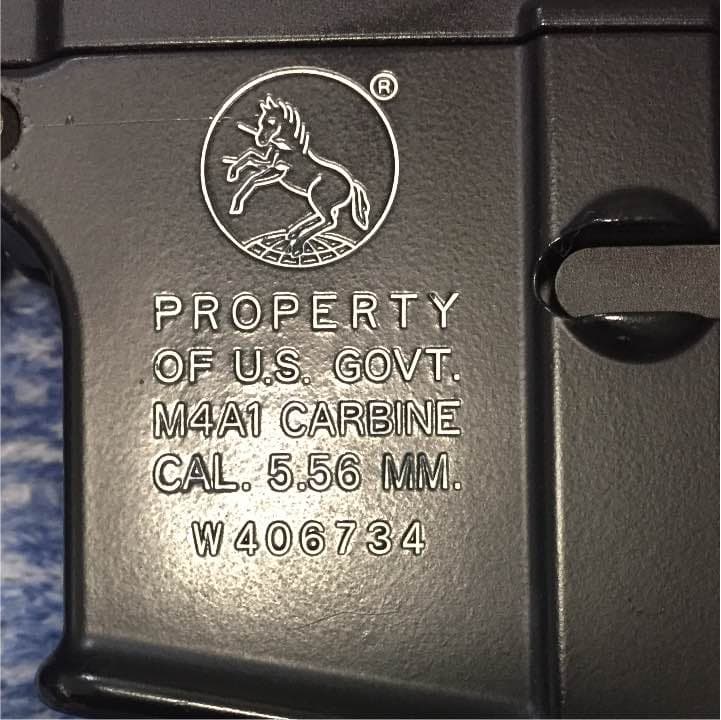 ®
PROPERTY
OF U.S. GOVT.
M4A1 CARBINE
CAL. 5.56 MM.
W406734